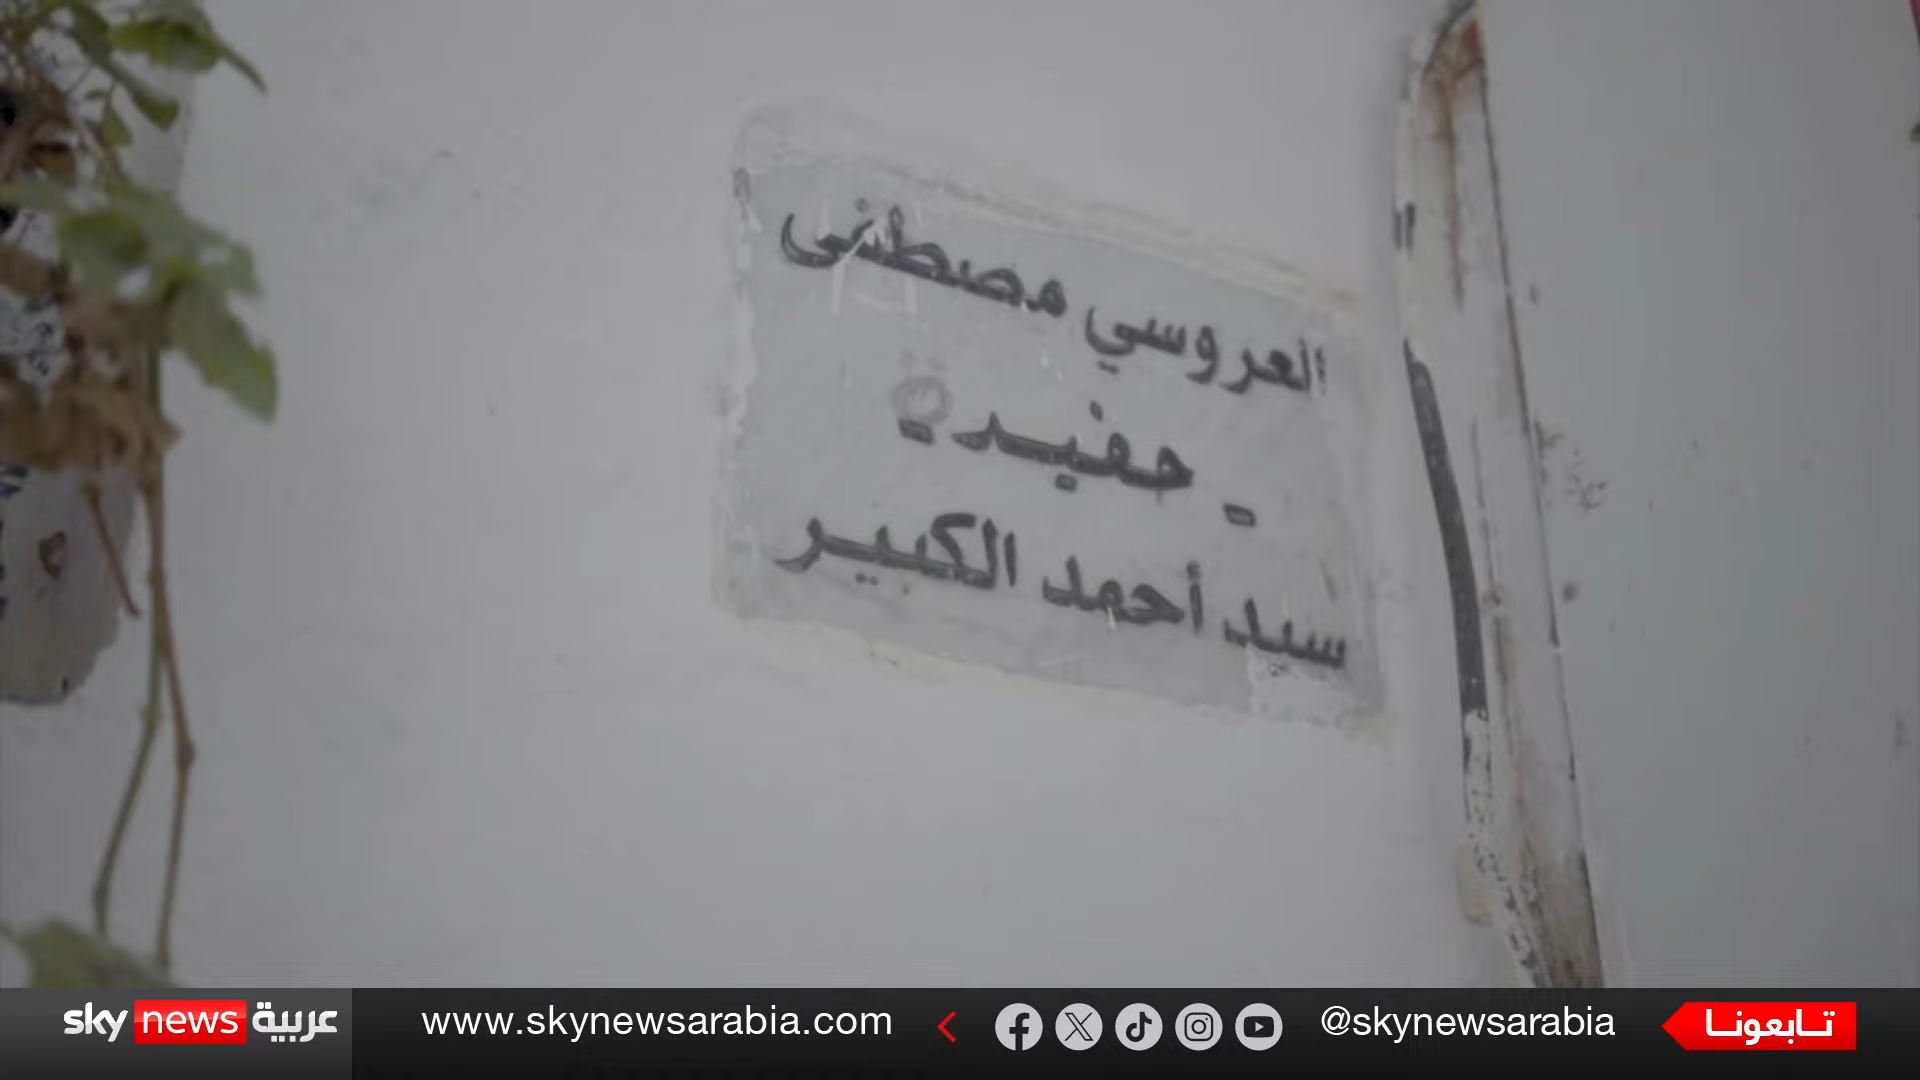 العروسي مصطفى
- حفيد -
سيد أحمد الكبير
sky news عربية
www.skynewsarabia.com
@skynewsarabia
تـابعونـا